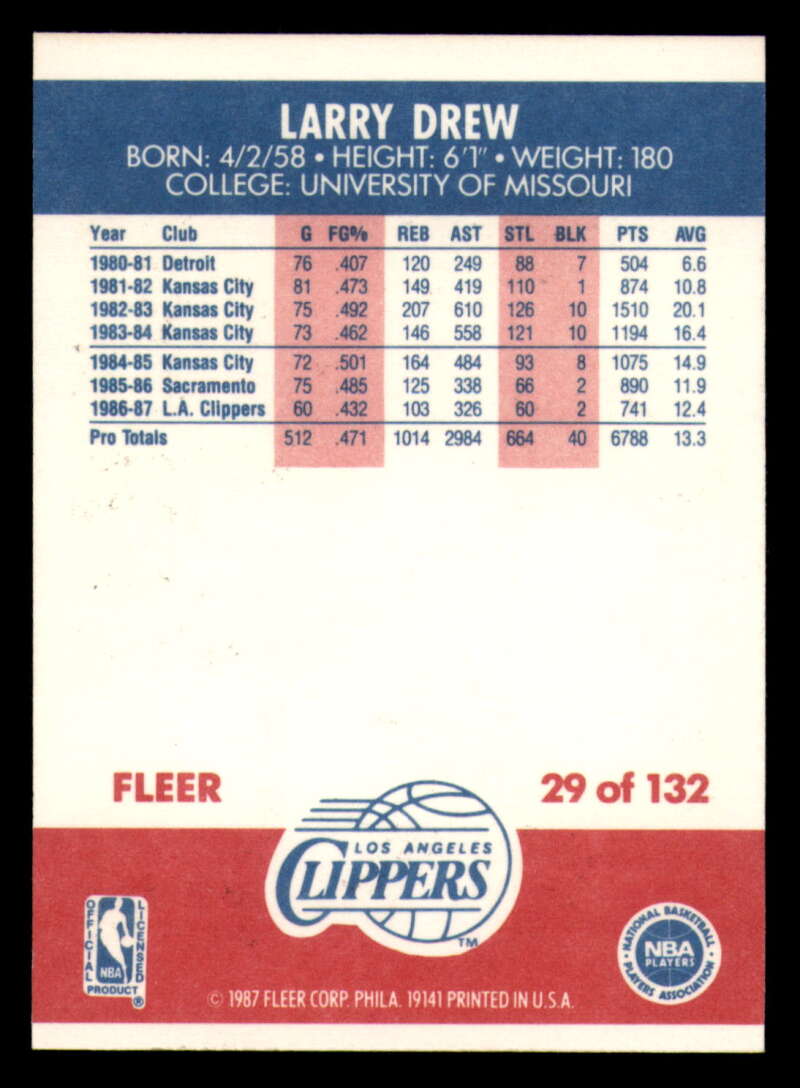 LARRY DREW
BORN: 4/2/58 • HEIGHT: 6'1" • WEIGHT: 180
COLLEGE: UNIVERSITY OF MISSOURI
Year Club G FG% REB AST STL BLK PTS AVG
1980-81 Detroit 76 .407 120 249 88 7 504 6.6
1981-82 Kansas City 81 .473 149 419 110 1 874 10.8
1982-83 Kansas City 75 .492 207 610 126 10 1510 20.1
1983-84 Kansas City 73 .462 146 558 121 10 1194 16.4
1984-85 Kansas City 72 .501 164 484 93 8 1075 14.9
1985-86 Sacramento 75 .485 125 338 66 2 890 11.9
1986-87 L.A. Clippers 60 .432 103 326 60 2 741 12.4
Pro Totals 512 .471 1014 2984 664 40 6788 13.3
FLEER 29 of 132
LOS ANGELES
CLIPPERS
TM
OFFICIAL LICENSED
NBA
PRODUCT ®
NATIONAL BASKETBALL
NBA
PLAYERS
PLAYERS ASSOCIATION
© 1987 FLEER CORP. PHILA. 19141 PRINTED IN U.S.A.